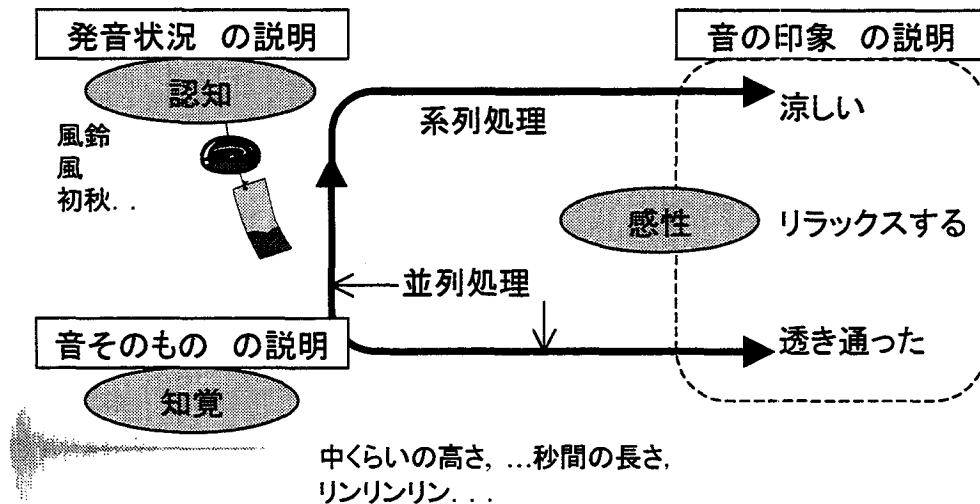 発音状況 の説明
音の印象 の説明
認知
系列処理
涼しい
風鈴
風
初秋. .
感性
リラックスする
並列処理
音そのもの の説明
透き通った
知覚
中くらいの高さ, …秒間の長さ,
リンリンリン. . .